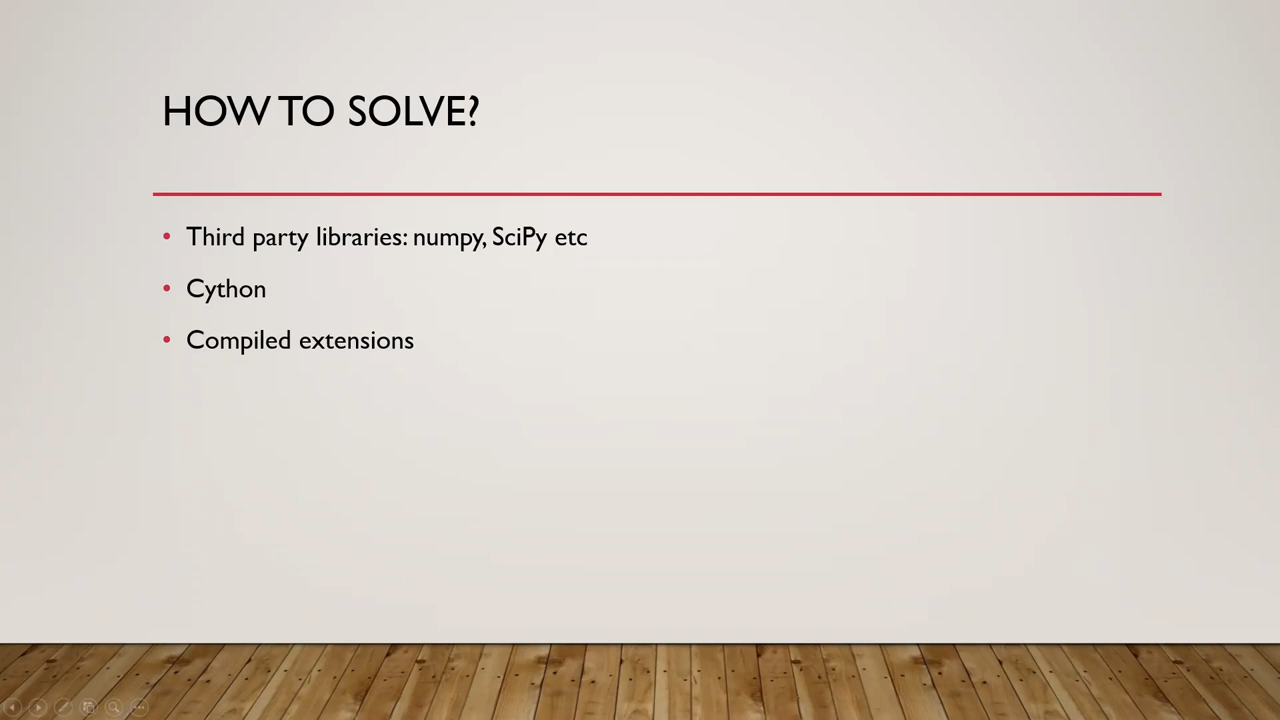 HOW TO SOLVE?
• Third party libraries: numpy, SciPy etc
• Cython
• Compiled extensions